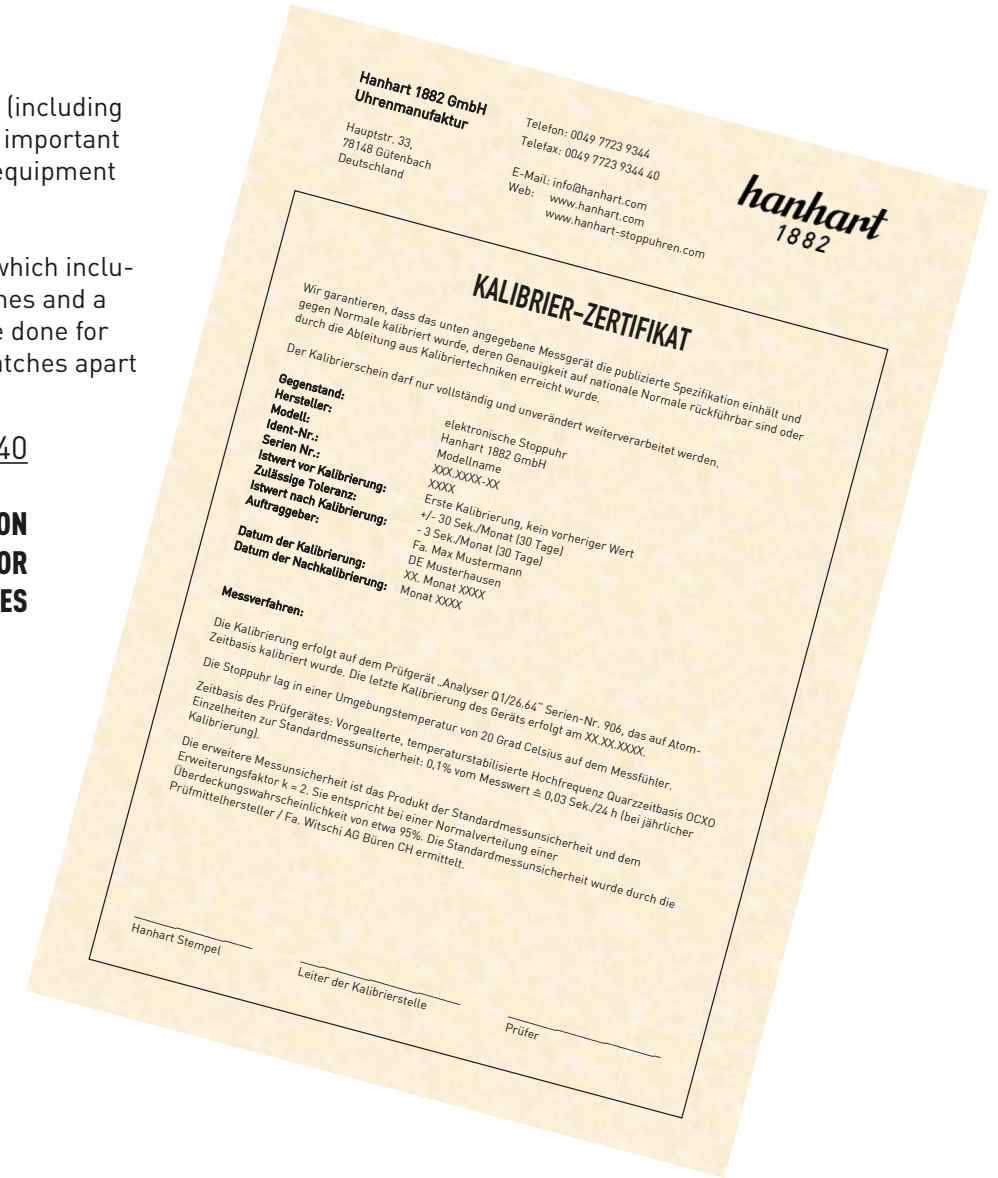 (including
important
equipment
which inclu-
hes and a
e done for
atches apart
40
ON
OR
ES
Hanhart 1882 GmbH
Uhrenmanufaktur
Hauptstr. 33,
78148 Gütenbach
Deutschland
Telefon: 0049 7723 9344
Telefax: 0049 7723 9344 40
E-Mail: info@hanhart.com
Web: www.hanhart.com
www.hanhart-stoppuhren.com
hanhart
1882
KALIBRIER-ZERTIFIKAT
Wir garantieren, dass das unten angegebene Messgerät die publizierte Spezifikation einhält und
gegen Normale kalibriert wurde, deren Genauigkeit auf nationale Normale rückführbar sind oder
durch die Ableitung aus Kalibriertechniken erreicht wurde.
Der Kalibrierschein darf nur vollständig und unverändert weiterverarbeitet werden.
Gegenstand: elektronische Stoppuhr
Hersteller: Hanhart 1882 GmbH
Modell: Modellname
Ident-Nr.: XXX.XXXX-XX
Serien Nr.: XXXX
Istwert vor Kalibrierung: Erste Kalibrierung, kein vorheriger Wert
Zulässige Toleranz: +/- 30 Sek./Monat (30 Tage)
Istwert nach Kalibrierung: - 3 Sek./Monat (30 Tage)
Auftraggeber: Fa. Max Mustermann
DE Musterhausen
Datum der Kalibrierung: XX. Monat XXXX
Datum der Nachkalibrierung: Monat XXXX
Messverfahren:
Die Kalibrierung erfolgt auf dem Prüfgerät „Analyser Q1/26.64“ Serien-Nr. 906, das auf Atom-
Zeitbasis kalibriert wurde. Die letzte Kalibrierung des Geräts erfolgt am XX.XX.XXXX.
Die Stoppuhr lag in einer Umgebungstemperatur von 20 Grad Celsius auf dem Messfühler.
Zeitbasis des Prüfgerätes; Vorgealterte, temperaturstabilisierte Hochfrequenz Quarzzeitbasis OCXO
Einzelheiten zur Standardmessunsicherheit: 0,1% vom Messwert ≙ 0,03 Sek./24 h (bei jährlicher
Kalibrierung).
Die erweitere Messunsicherheit ist das Produkt der Standardmessunsicherheit und dem
Erweiterungsfaktor k = 2. Sie entspricht bei einer Normalverteilung einer
Überdeckungswahrscheinlichkeit von etwa 95%. Die Standardmessunsicherheit wurde durch die
Prüfmittelhersteller / Fa. Witschi AG Büren CH ermittelt.
Hanhart Stempel
Leiter der Kalibrierstelle
Prüfer